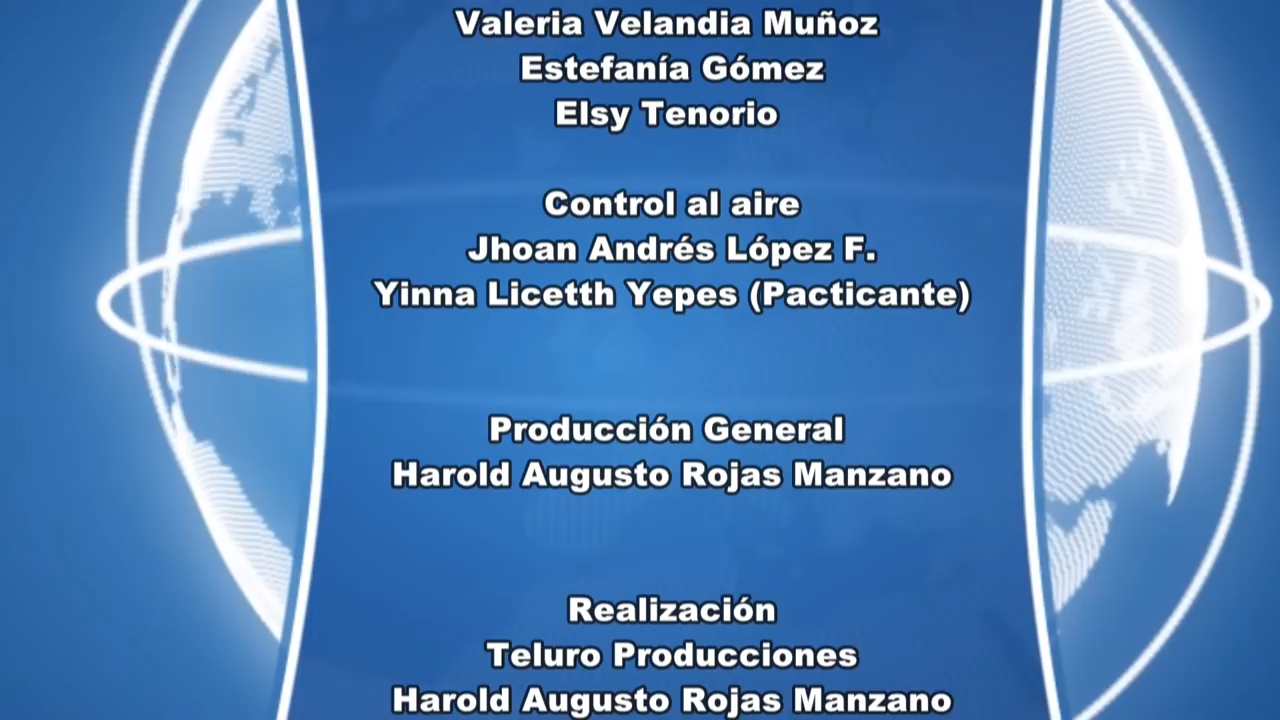 Valeria Velandia Muñoz
Estefanía Gómez
Elsy Tenorio
Control al aire
Jhoan Andrés López F.
Yinna Licetth Yepes (Pacticante)
Producción General
Harold Augusto Rojas Manzano
Realización
Teluro Producciones
Harold Augusto Rojas Manzano